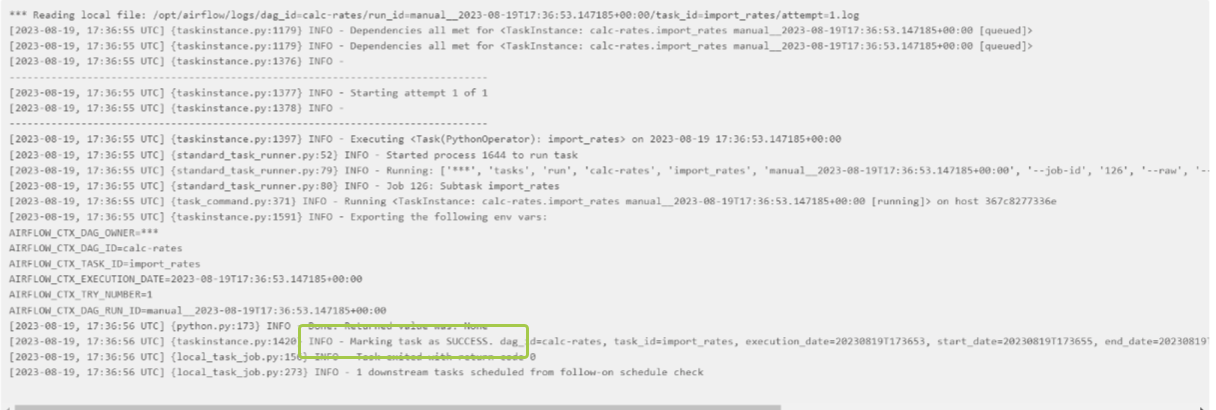 *** Reading local file: /opt/airflow/logs/dag_id=calc-rates/run_id=manual__2023-08-19T17:36:53.147185+00:00/task_id=import_rates/attempt=1.log
[2023-08-19, 17:36:55 UTC] {taskinstance.py:1179} INFO - Dependencies all met for <TaskInstance: calc-rates.import_rates manual__2023-08-19T17:36:53.147185+00:00 [queued]>
[2023-08-19, 17:36:55 UTC] {taskinstance.py:1179} INFO - Dependencies all met for <TaskInstance: calc-rates.import_rates manual__2023-08-19T17:36:53.147185+00:00 [queued]>
[2023-08-19, 17:36:55 UTC] {taskinstance.py:1376} INFO -
--------------------------------------------------------------------------------
[2023-08-19, 17:36:55 UTC] {taskinstance.py:1377} INFO - Starting attempt 1 of 1
[2023-08-19, 17:36:55 UTC] {taskinstance.py:1378} INFO -
--------------------------------------------------------------------------------
[2023-08-19, 17:36:55 UTC] {taskinstance.py:1397} INFO - Executing <Task(PythonOperator): import_rates> on 2023-08-19 17:36:53.147185+00:00
[2023-08-19, 17:36:55 UTC] {standard_task_runner.py:52} INFO - Started process 1644 to run task
[2023-08-19, 17:36:55 UTC] {standard_task_runner.py:79} INFO - Running: ['***', 'tasks', 'run', 'calc-rates', 'import_rates', 'manual__2023-08-19T17:36:53.147185+00:00', '--job-id', '126', '--raw', '--
[2023-08-19, 17:36:55 UTC] {standard_task_runner.py:80} INFO - Job 126: Subtask import_rates
[2023-08-19, 17:36:55 UTC] {task_command.py:371} INFO - Running <TaskInstance: calc-rates.import_rates manual__2023-08-19T17:36:53.147185+00:00 [running]> on host 367c8277336e
[2023-08-19, 17:36:55 UTC] {taskinstance.py:1591} INFO - Exporting the following env vars:
AIRFLOW_CTX_DAG_OWNER=***
AIRFLOW_CTX_DAG_ID=calc-rates
AIRFLOW_CTX_TASK_ID=import_rates
AIRFLOW_CTX_EXECUTION_DATE=2023-08-19T17:36:53.147185+00:00
AIRFLOW_CTX_TRY_NUMBER=1
AIRFLOW_CTX_DAG_RUN_ID=manual__2023-08-19T17:36:53.147185+00:00
[2023-08-19, 17:36:56 UTC] {python.py:173} INFO - Done. Returned value was: None
[2023-08-19, 17:36:56 UTC] {taskinstance.py:1420} INFO - Marking task as SUCCESS. dag_id=calc-rates, task_id=import_rates, execution_date=20230819T173653, start_date=20230819T173655, end_date=20230819T
[2023-08-19, 17:36:56 UTC] INFO - Task exited with return code 0
[2023-08-19, 17:36:56 UTC] {local_task_job.py:273} INFO - 1 downstream tasks scheduled from follow-on schedule check